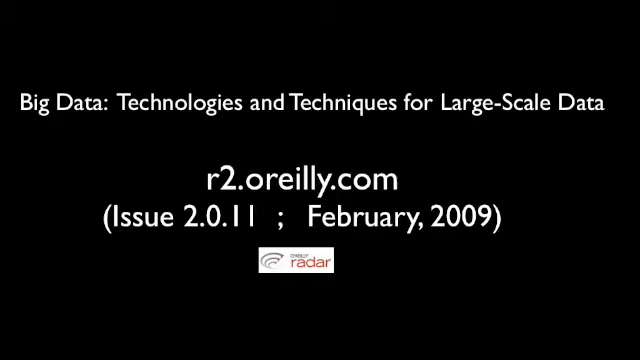 Big Data: Technologies and Techniques for Large-Scale Data
r2.oreilly.com
(Issue 2.0.11 ; February, 2009)
O'REILLY
radar